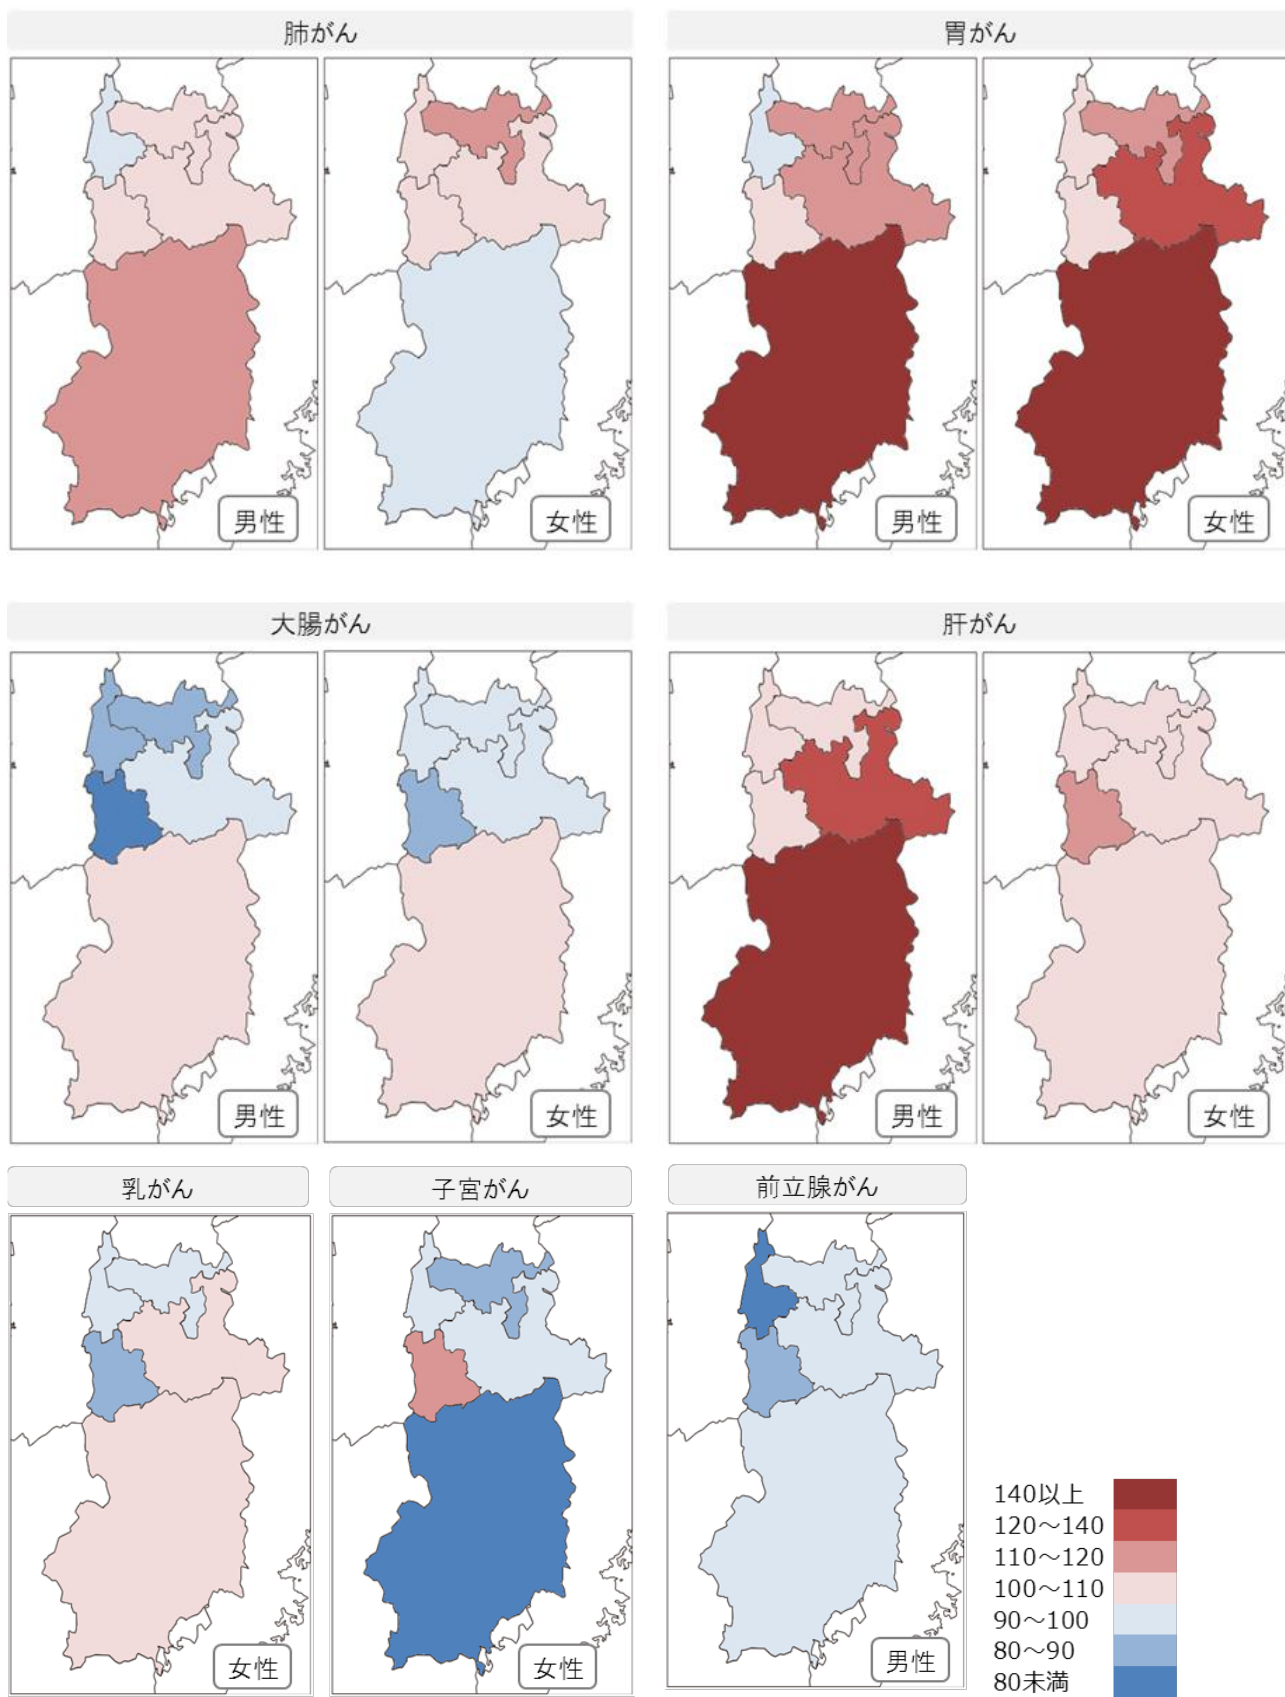 肺がん
胃がん
男性
女性
男性
女性
大腸がん
肝がん
男性
女性
男性
女性
乳がん
子宮がん
前立腺がん
女性
女性
男性
140以上
120～140
110～120
100～110
90～100
80～90
80未満